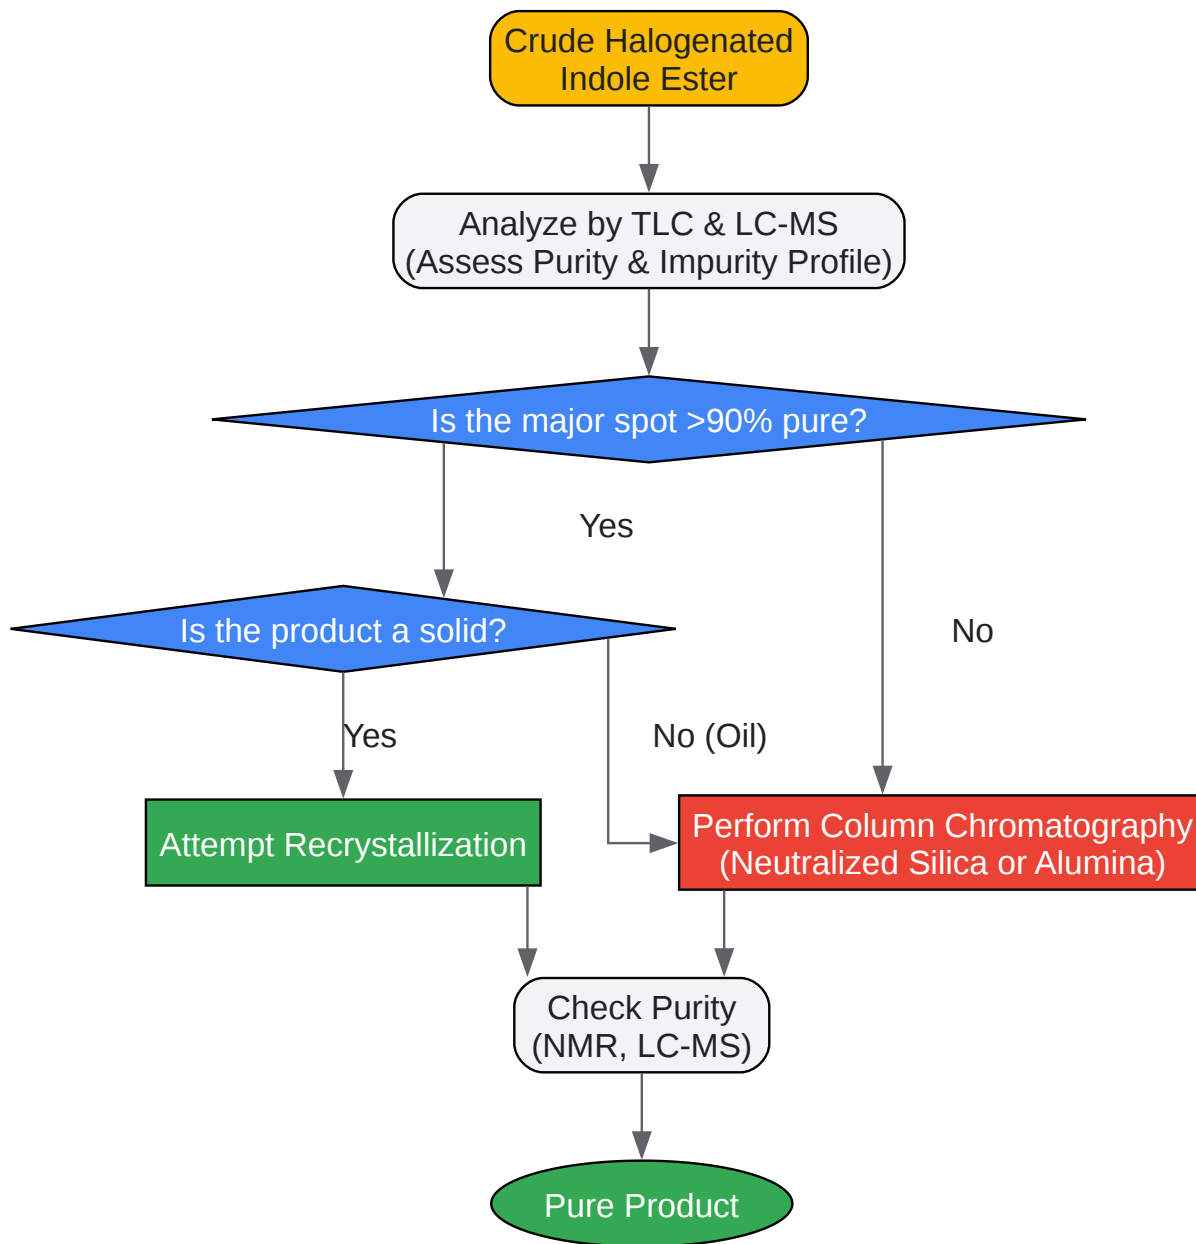 Crude Halogenated
Indole Ester
Analyze by TLC & LC-MS
(Assess Purity & Impurity Profile)
Is the major spot >90% pure?
Yes
Is the product a solid?
No
Yes
No (Oil)
Attempt Recrystallization
Perform Column Chromatography
(Neutralized Silica or Alumina)
Check Purity
(NMR, LC-MS)
Pure Product